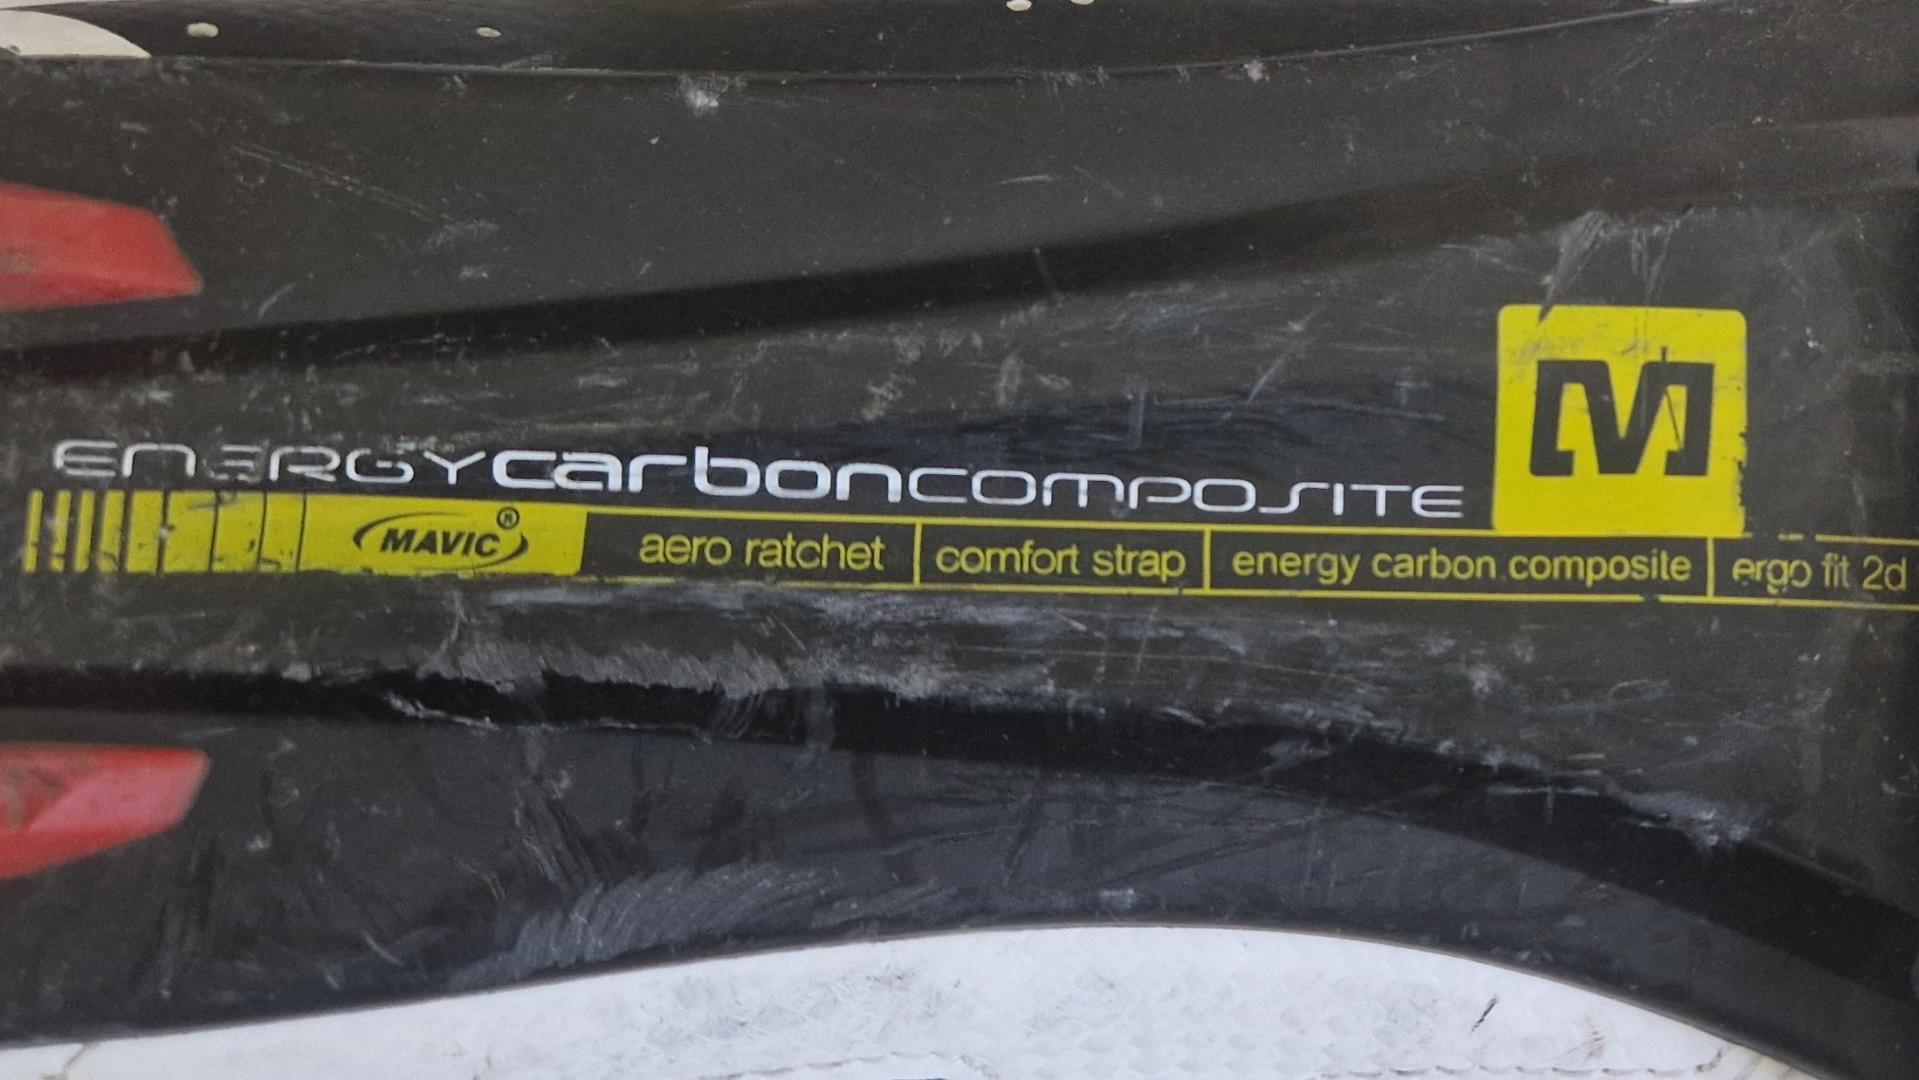 ENERGYcarbonCOMPOSITE
M
MAVIC® aero ratchet comfort strap energy carbon composite ergo fit 2d